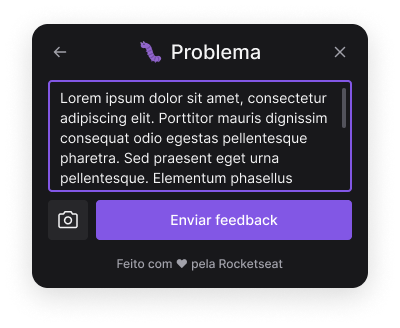 Problema
Lorem ipsum dolor sit amet, consectetur
adipiscing elit. Porttitor mauris dignissim
consequat odio egestas pellentesque
pharetra. Sed praesent eget urna
pellentesque. Elementum phasellus
Enviar feedback
Feito com ♥ pela Rocketseat